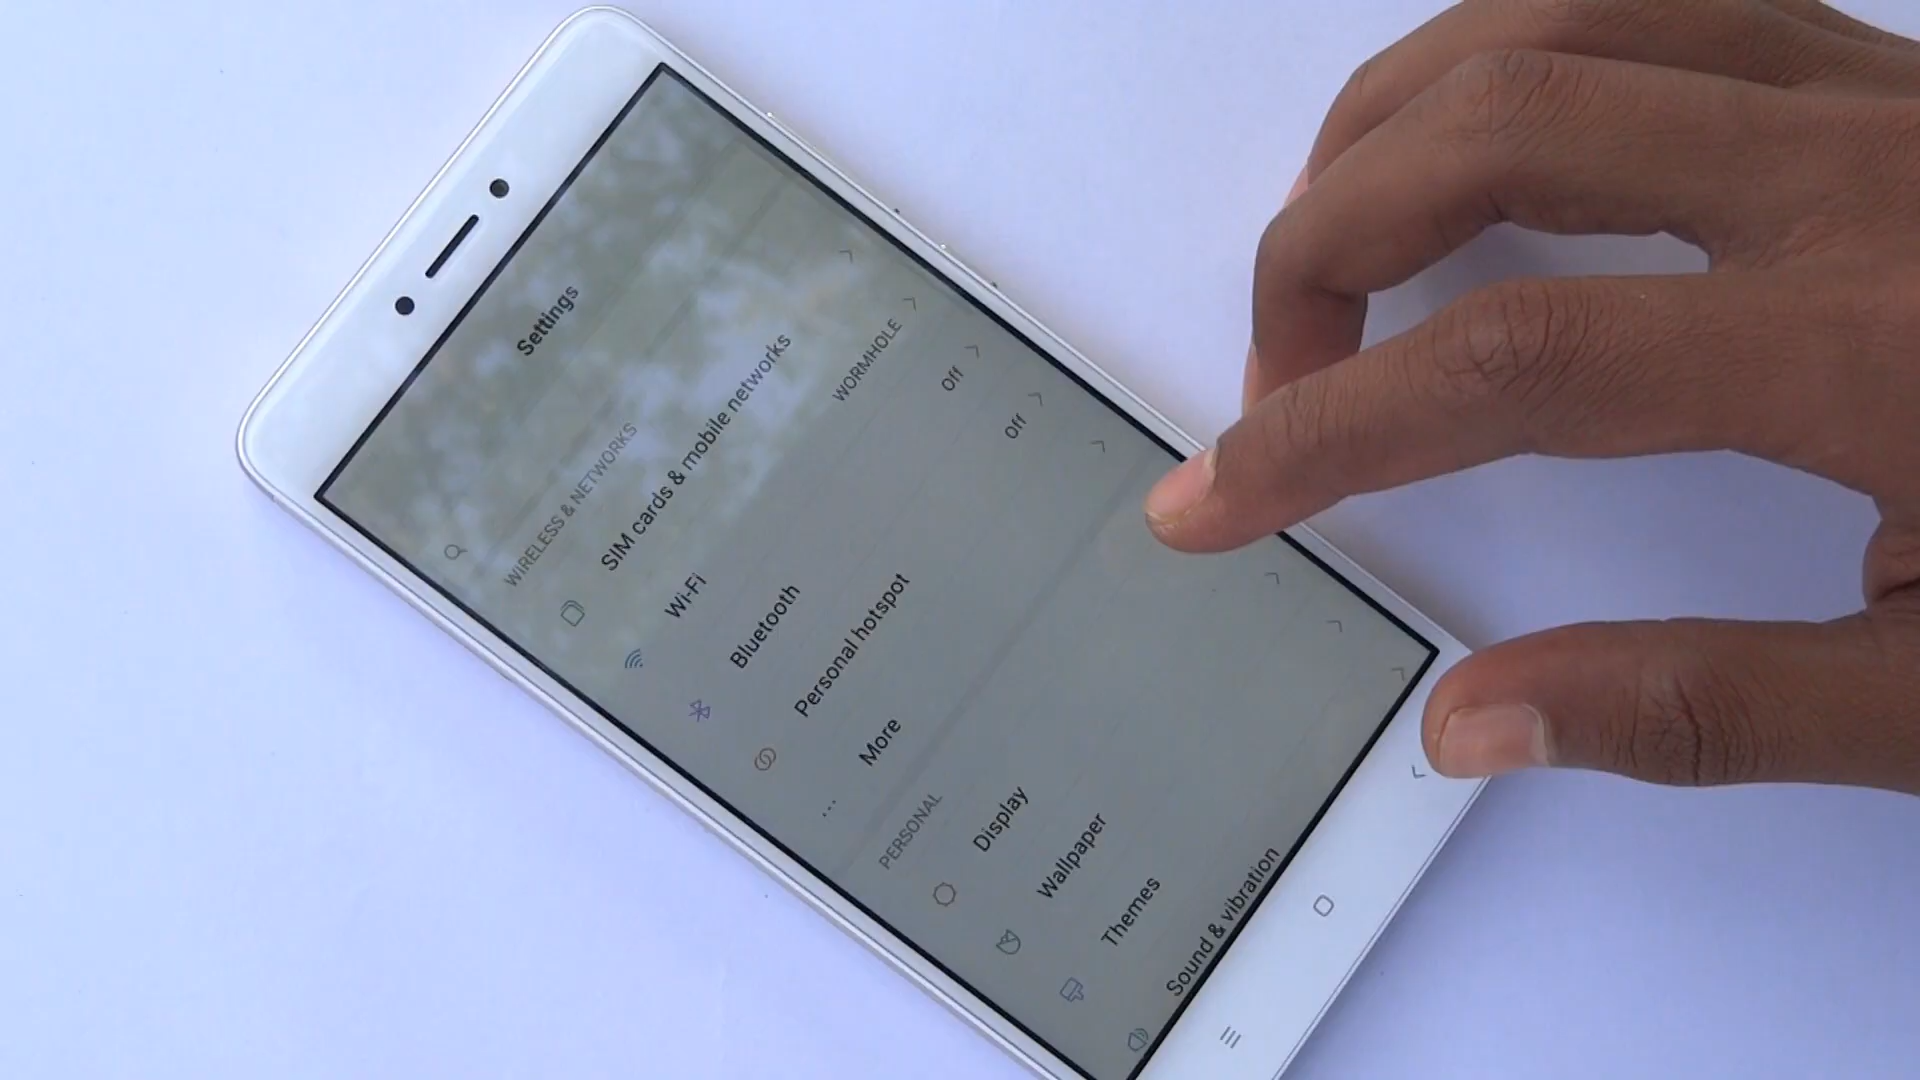 Settings
WIRELESS & NETWORKS
SIM cards & mobile networks
Wi-Fi WORMHOLE
Bluetooth Off
Personal hotspot Off
More
PERSONAL
Display
Wallpaper
Themes
Sound & vibration